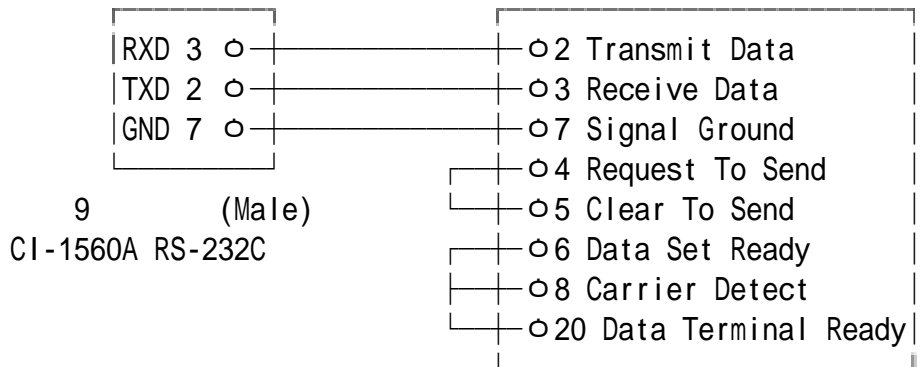 RXD 3 2 Transmit Data
TXD 2 3 Receive Data
GND 7 7 Signal Ground
4 Request To Send
9 (Male) 5 Clear To Send
CI-1560A RS-232C 6 Data Set Ready
8 Carrier Detect
20 Data Terminal Ready